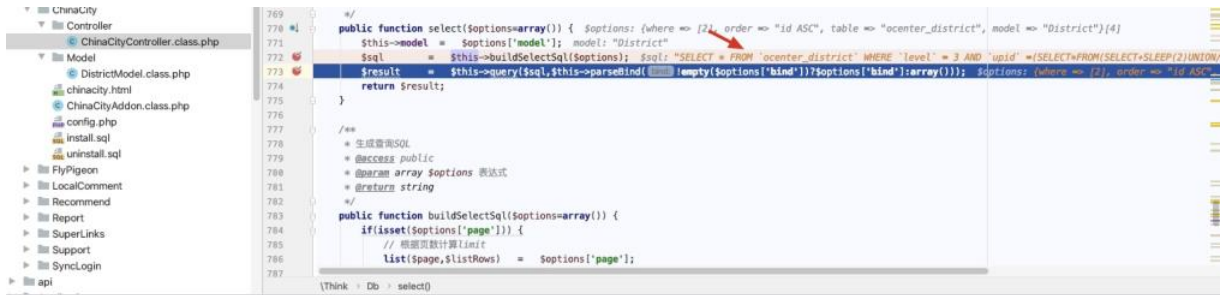 ChinaCity
Controller
ChinaCityController.class.php
Model
DistrictModel.class.php
chinacity.html
ChinaCityAddon.class.php
config.php
install.sql
uninstall.sql
FlyPigeon
LocalComment
Recommend
Report
SuperLinks
Support
SyncLogin
api
769 */
770 public function select($options=array()) { $options: {where => [2], order => "id ASC", table => "ocenter_district", model => "District"}[4]
771 $this->model = $options['model']; model: "District"
772 $sql = $this->buildSelectSql($options); $sql: "SELECT * FROM `ocenter_district` WHERE `level` = 3 AND `upid` =(SELECT*FROM(SELECT+SLEEP(2)UNION/
773 $result = $this->query($sql,$this->parseBind( bind: !empty($options['bind'])?$options['bind']:array())); $options: {where => [2], order => "id ASC",
774 return $result;
775 }
776
777 /**
778 * 生成查询SQL
779 * @access public
780 * @param array $options 表达式
781 * @return string
782 */
783 public function buildSelectSql($options=array()) {
784 if(isset($options['page'])) {
785 // 根据页数计算limit
786 list($page,$listRows) = $options['page'];
787
\Think › Db › select()